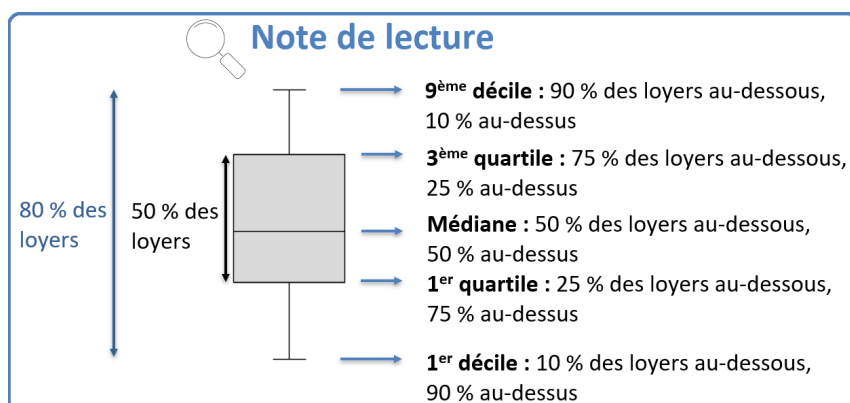 Note de lecture
9ème décile : 90 % des loyers au-dessous,
10 % au-dessus
3ème quartile : 75 % des loyers au-dessous,
25 % au-dessus
80 % des
loyers
50 % des
loyers
Médiane : 50 % des loyers au-dessous,
50 % au-dessus
1er quartile : 25 % des loyers au-dessous,
75 % au-dessus
1er décile : 10 % des loyers au-dessous,
90 % au-dessus